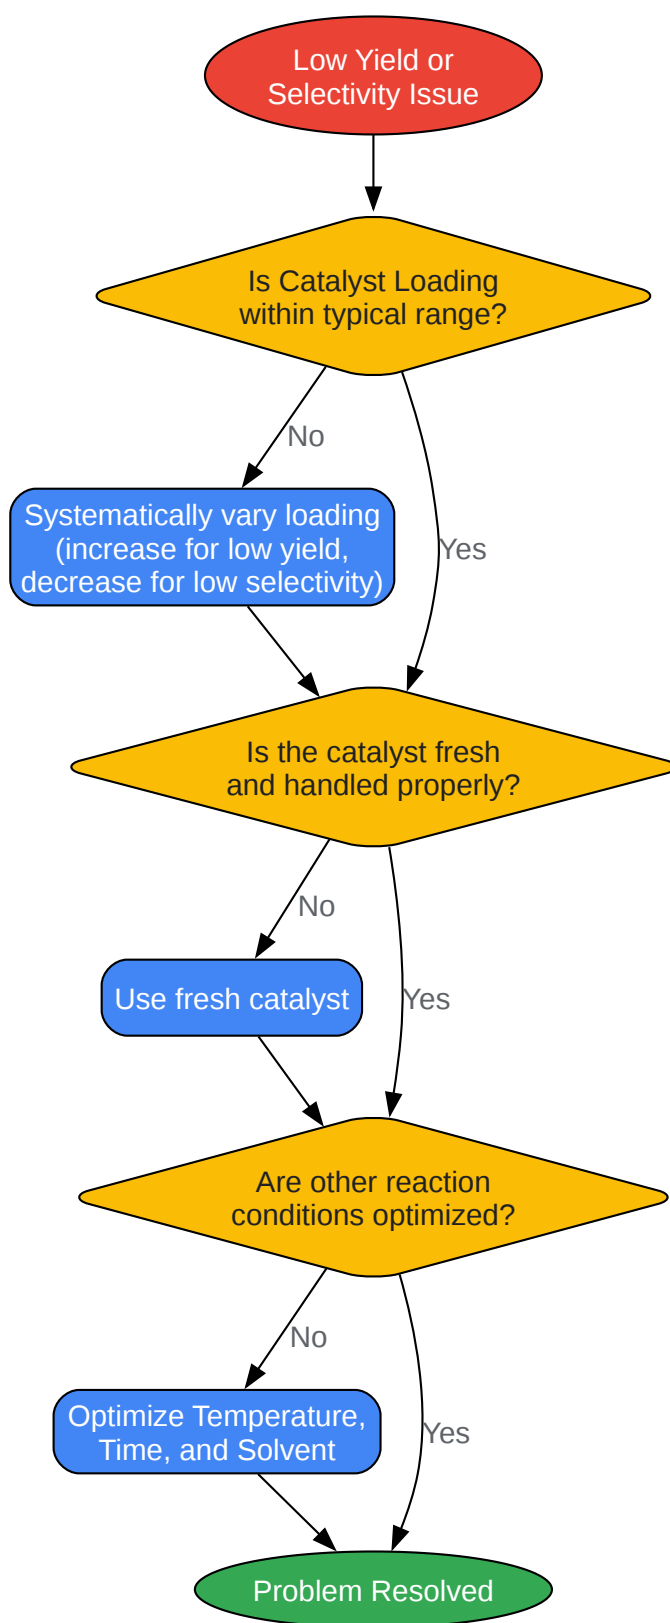 Low Yield or
Selectivity Issue
Is Catalyst Loading
within typical range?
No
Systematically vary loading
(increase for low yield,
decrease for low selectivity)
Yes
Is the catalyst fresh
and handled properly?
No
Use fresh catalyst
Yes
Are other reaction
conditions optimized?
No
Optimize Temperature,
Time, and Solvent
Yes
Problem Resolved